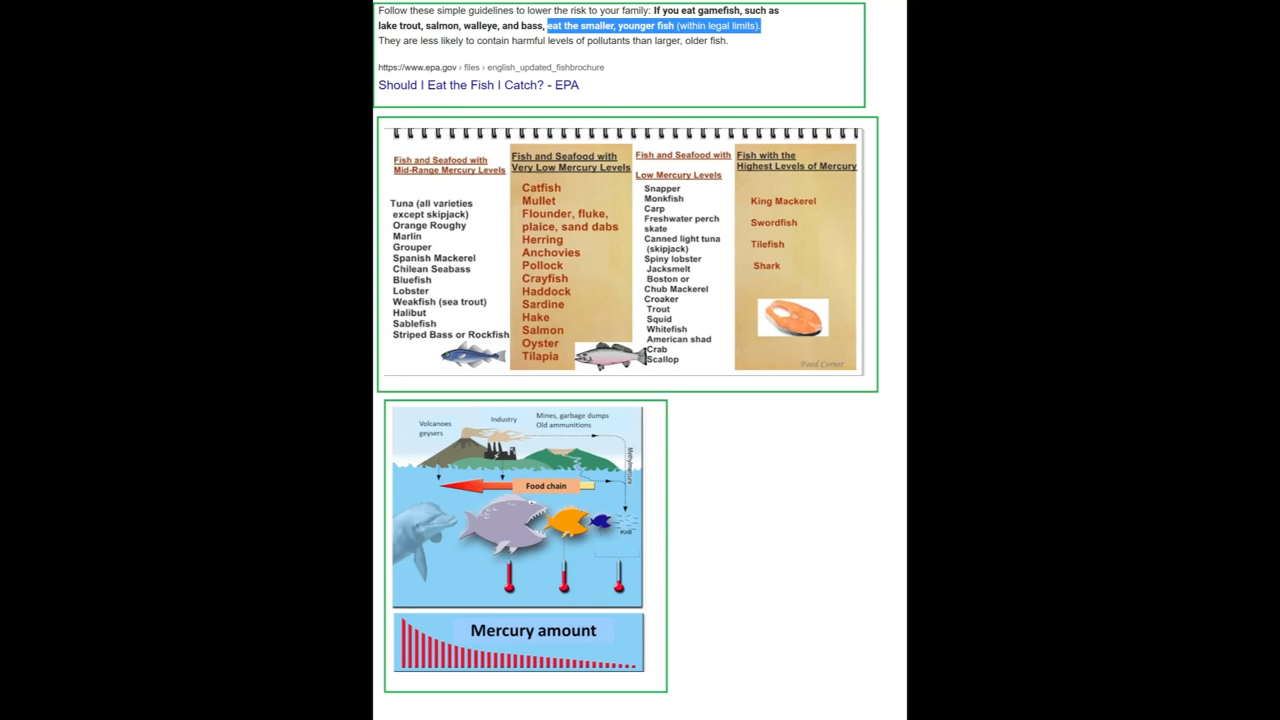 Follow these simple guidelines to lower the risk to your family: If you eat gamefish, such as
lake trout, salmon, walleye, and bass, eat the smaller, younger fish (within legal limits).
They are less likely to contain harmful levels of pollutants than larger, older fish.
https://www.epa.gov › files › english_updated_fishbrochure
Should I Eat the Fish I Catch? - EPA
Fish and Seafood with
Mid-Range Mercury Levels
Tuna (all varieties
except skipjack)
Orange Roughy
Marlin
Grouper
Spanish Mackerel
Chilean Seabass
Bluefish
Lobster
Weakfish (sea trout)
Halibut
Sablefish
Striped Bass or Rockfish
Fish and Seafood with
Very Low Mercury Levels
Catfish
Mullet
Flounder, fluke,
plaice, sand dabs
Herring
Anchovies
Pollock
Crayfish
Haddock
Sardine
Hake
Salmon
Oyster
Tilapia
Fish and Seafood with
Low Mercury Levels
Snapper
Monkfish
Carp
Freshwater perch
skate
Canned light tuna
(skipjack)
Spiny lobster
Jacksmelt
Boston or
Chub Mackerel
Croaker
Trout
Squid
Whitefish
American shad
Crab
Scallop
Fish with the
Highest Levels of Mercury
King Mackerel
Swordfish
Tilefish
Shark
Food Corner
Volcanoes
geysers
Industry
Mines, garbage dumps
Old ammunitions
Food chain
Krill
Mercury amount